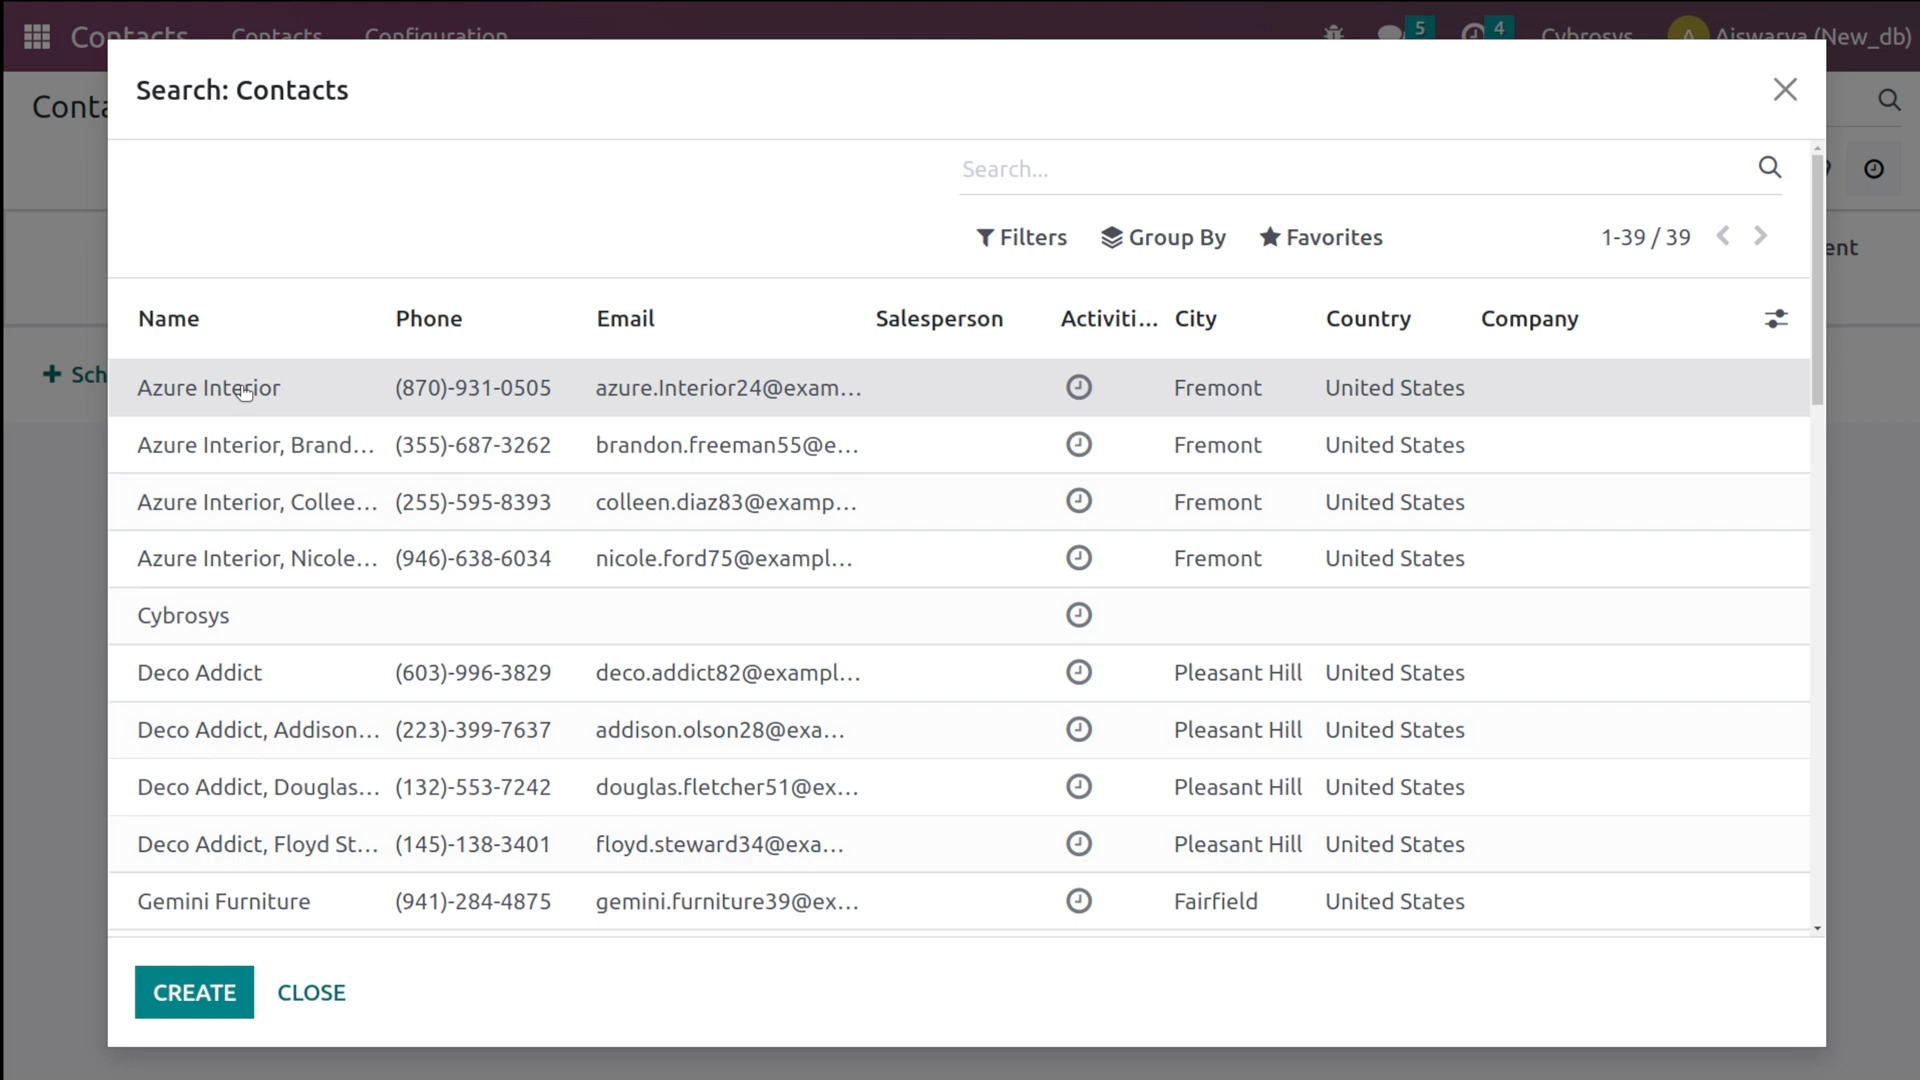 Contacts Contacts Configuration 5 4 Cybrosys A Aiswarya (New_db)
Search: Contacts
Conta
Search...
Filters Group By Favorites 1-39 / 39
ent
Name Phone Email Salesperson Activiti... City Country Company
+ Sch
Azure Interior (870)-931-0505 azure.Interior24@exam... Fremont United States
Azure Interior, Brand... (355)-687-3262 brandon.freeman55@e... Fremont United States
Azure Interior, Collee... (255)-595-8393 colleen.diaz83@examp... Fremont United States
Azure Interior, Nicole... (946)-638-6034 nicole.ford75@exampl... Fremont United States
Cybrosys
Deco Addict (603)-996-3829 deco.addict82@exampl... Pleasant Hill United States
Deco Addict, Addison... (223)-399-7637 addison.olson28@exa... Pleasant Hill United States
Deco Addict, Douglas... (132)-553-7242 douglas.fletcher51@ex... Pleasant Hill United States
Deco Addict, Floyd St... (145)-138-3401 floyd.steward34@exa... Pleasant Hill United States
Gemini Furniture (941)-284-4875 gemini.furniture39@ex... Fairfield United States
CREATE CLOSE